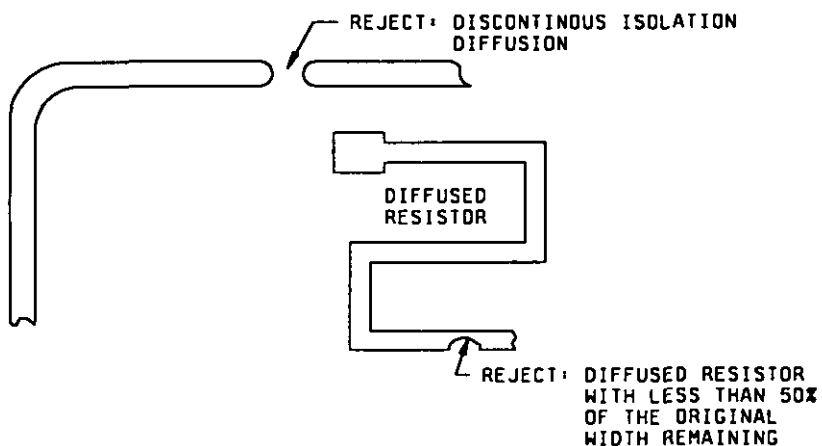 REJECT: DISCONTINOUS ISOLATION
DIFFUSION
DIFFUSED
RESISTOR
REJECT: DIFFUSED RESISTOR
WITH LESS THAN 50%
OF THE ORIGINAL
WIDTH REMAINING